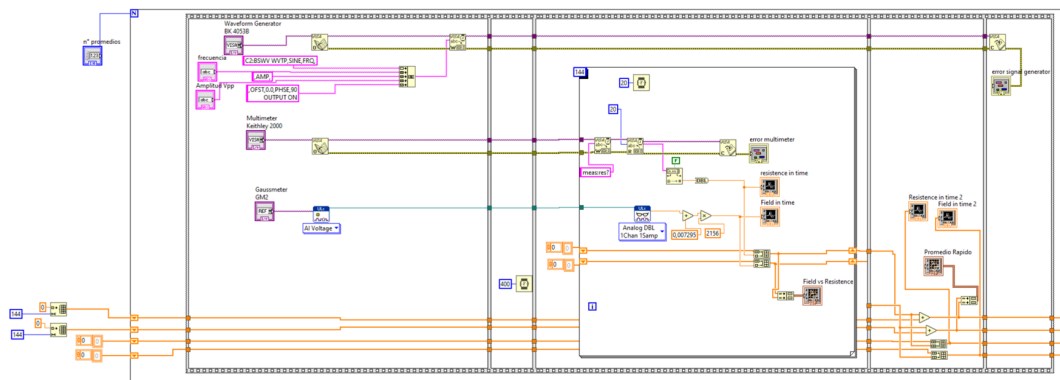 Waveform Generator
BK 4053B
N
n° promedios
frecuencia
C2:BSWV WVTP,SINE,FRQ,
,AMP,
Amplitud Vpp
,OFST,0.0,PHSE,90
OUTPUT ON
error signal generator
144
20
20
Multimeter
Keithley 2000
error multimeter
measres?
F
DBL
resistence in time
Gaussmeter
GM2
Field in time
AI Voltage
Analog DBL
1Chan 1Samp
0,007295
2156
Resistence in time 2
Field in time 2
0
0
Promedio Rapido
400
Field vs Resistence
i
0
144
0
144
0
0